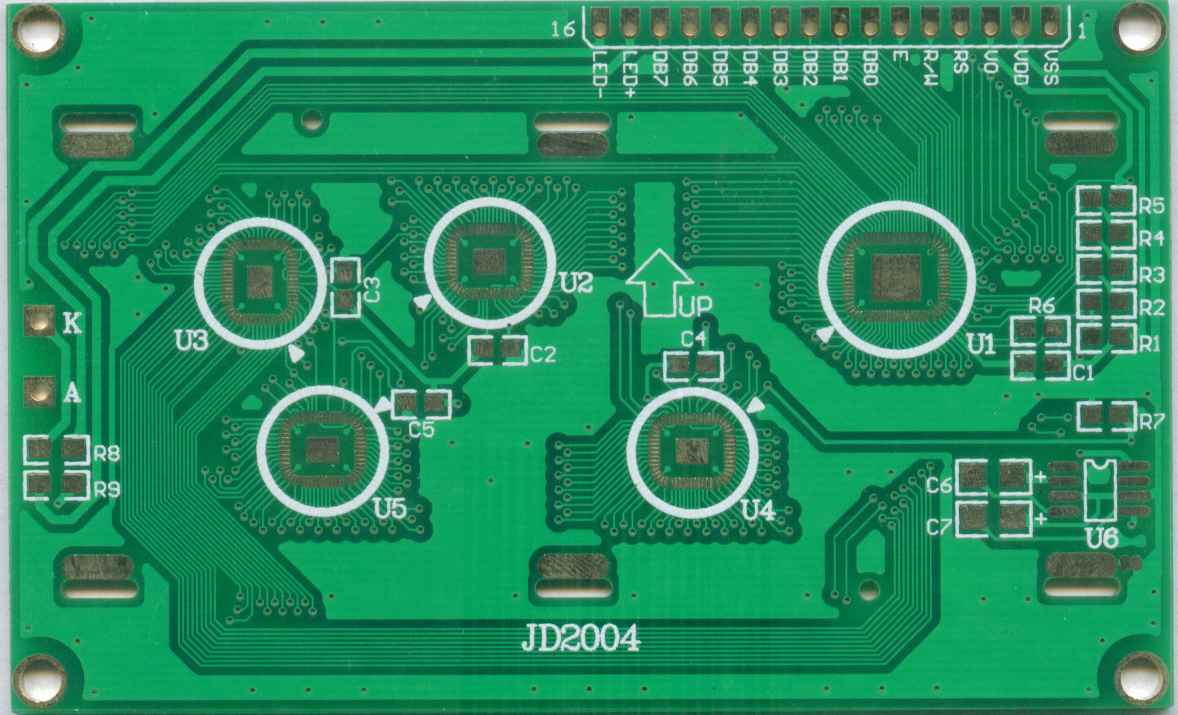 16 1
LED- LED+ DB7 DB6 DB5 DB4 DB3 DB2 DB1 DB0 E R/W RS VO VDD VSS
R5
R4
R3
R2
R1
R6
C1
U1
U2
U3
C3
UP
K
C2
C4
A
C5
R7
R8
R9
C6 +
C7 +
U5
U4
U6
JD2004